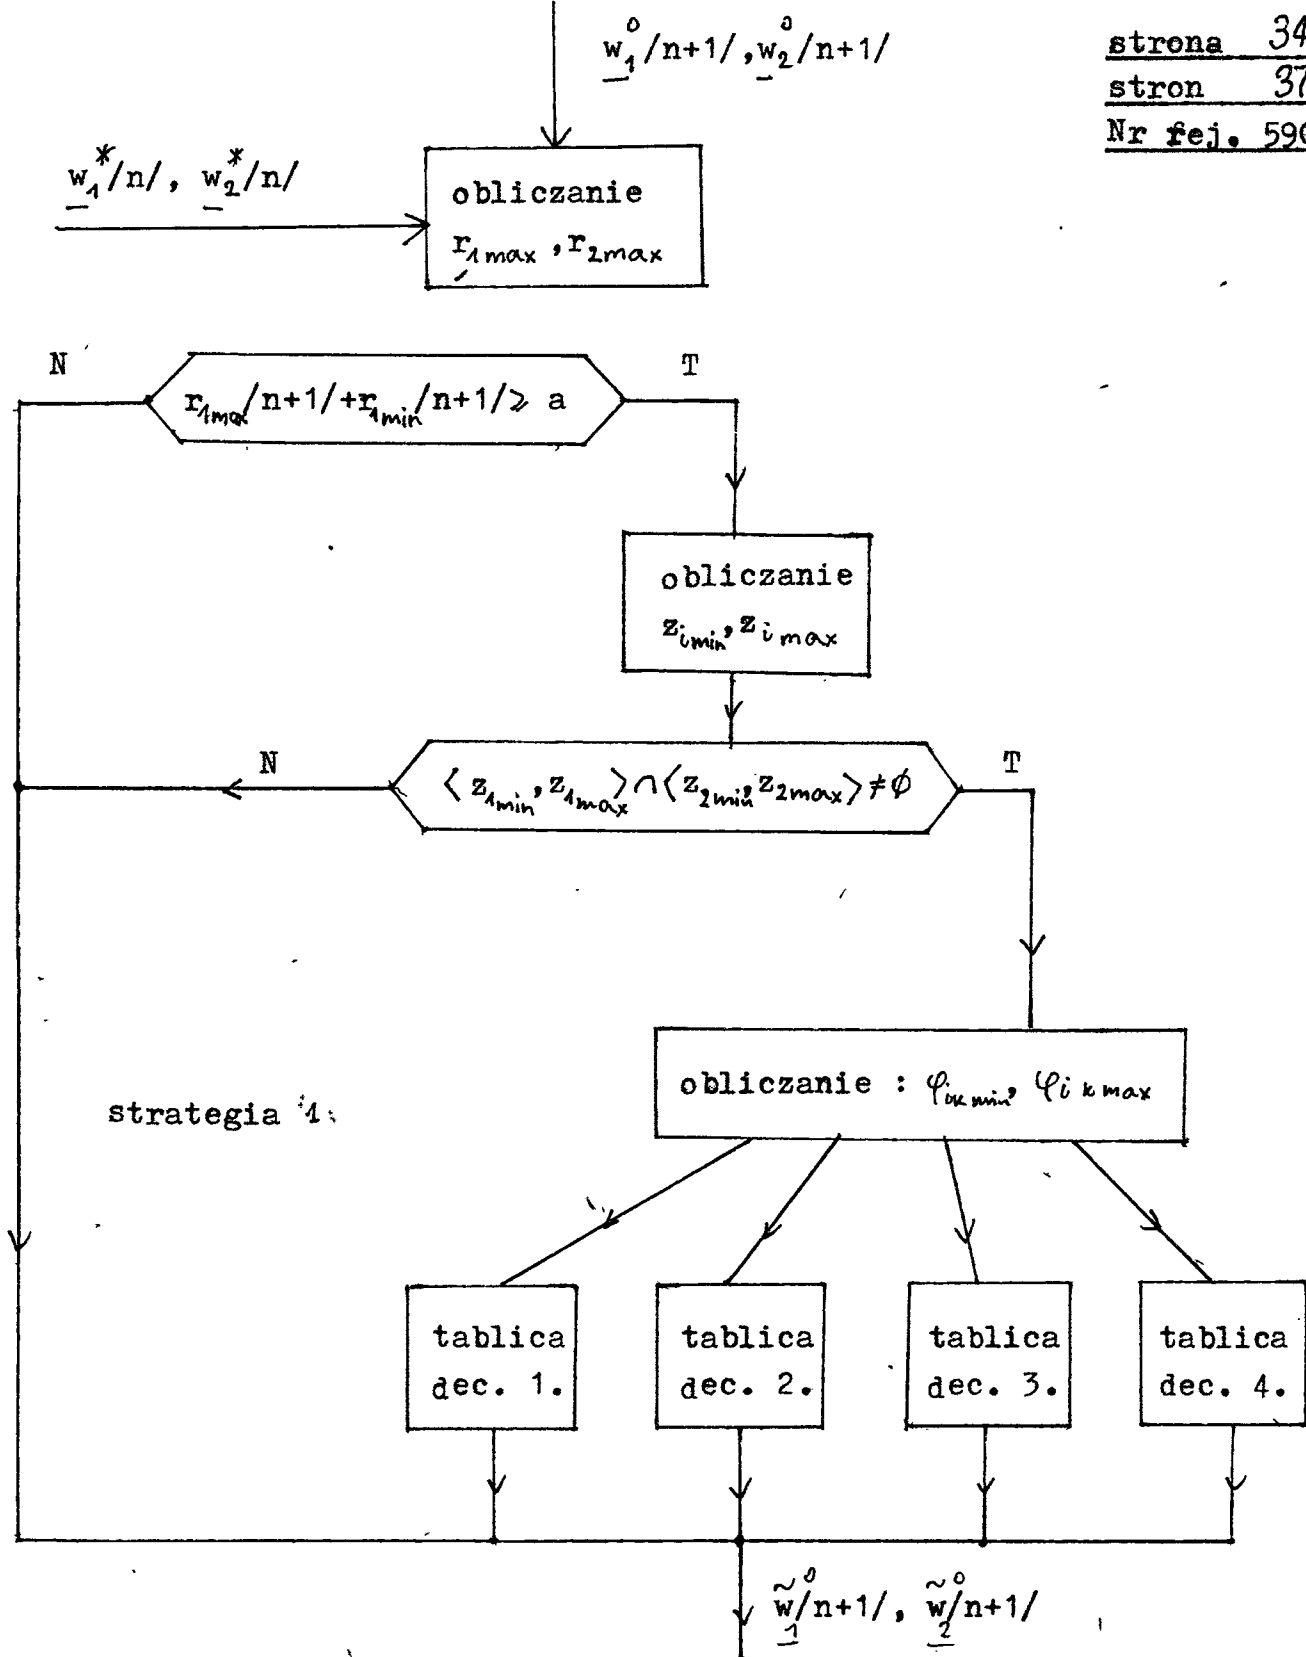 w₁⁰/n+1/, w₂⁰/n+1/
strona 34
stron 37
Nr rej. 590
w₁*/n/, w₂*/n/
obliczanie
r₁max, r₂max
N
T
r₁max/n+1/+r₁min/n+1/⩾ a
obliczanie
zᵢmin, zᵢmax
N
T
⟨z₁min, z₁max⟩∩⟨z₂min, z₂max⟩≠∅
obliczanie : φᵢₖmin, φᵢₖmax
strategia 1.
tablica
dec. 1.
tablica
dec. 2.
tablica
dec. 3.
tablica
dec. 4.
w̃₁⁰/n+1/, w̃₂⁰/n+1/